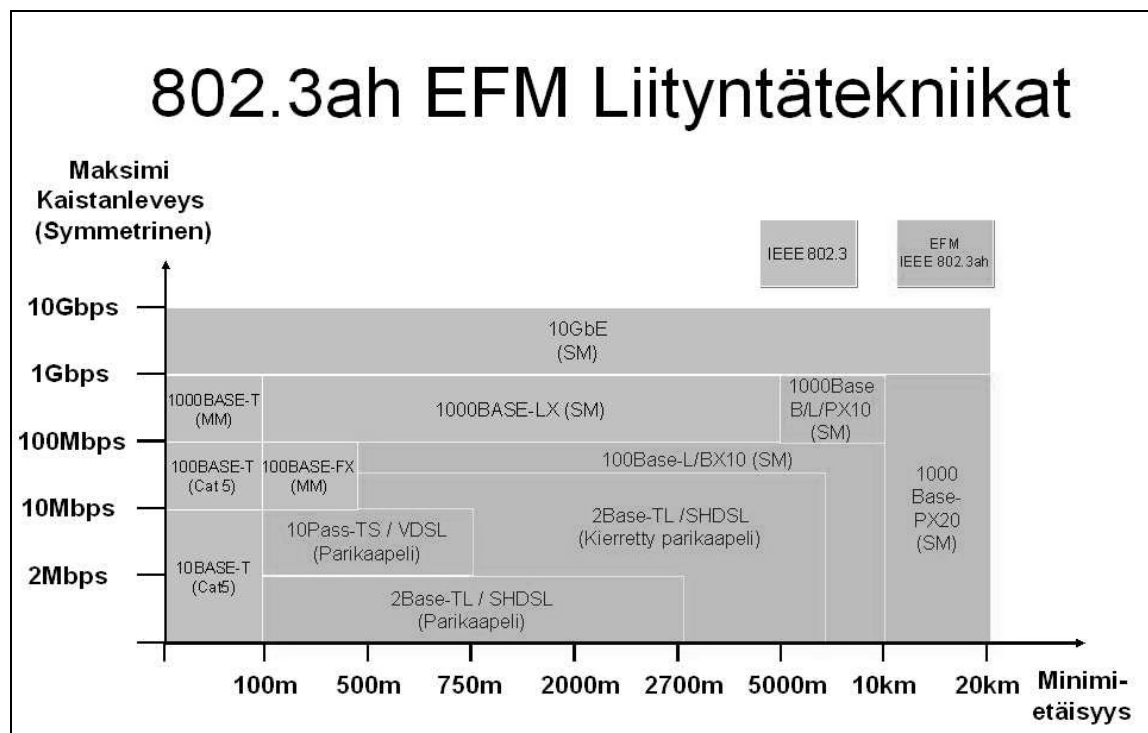 802.3ah EFM Liityntätekniikat
Maksimi
Kaistanleveys
(Symmetrinen)
IEEE 802.3
EFM
IEEE 802.3ah
10Gbps
10GbE
(SM)
1Gbps
1000BASE-T
(MM)
1000BASE-LX (SM)
1000Base
B/L/PX10
(SM)
100Mbps
100BASE-T
(Cat 5)
100BASE-FX
(MM)
100Base-L/BX10 (SM)
1000
Base-
PX20
(SM)
10Mbps
10Pass-TS / VDSL
(Parikaapeli)
2Base-TL /SHDSL
(Kierretty parikaapeli)
10BASE-T
(Cat5)
2Mbps
2Base-TL / SHDSL
(Parikaapeli)
100m
500m
750m
2000m
2700m
5000m
10km
20km
Minimi-
etäisyys